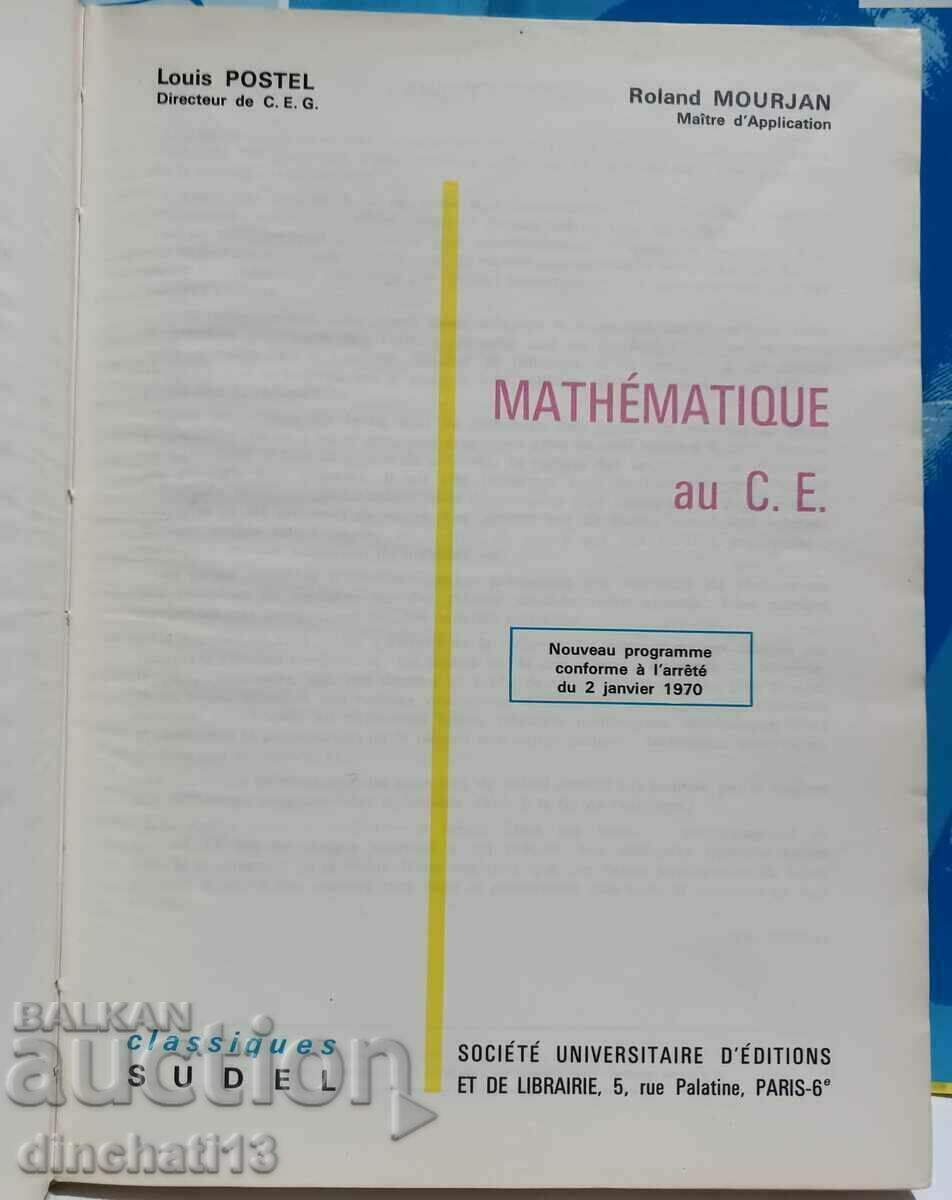 Louis POSTEL
Directeur de C. E. G.
Roland MOURJAN
Maître d'Application
MATHÉMATIQUE
au C. E.
Nouveau programme
conforme à l'arrêté
du 2 janvier 1970
classiques
SUDEL
SOCIÉTÉ UNIVERSITAIRE D'ÉDITIONS
ET DE LIBRAIRIE, 5, rue Palatine, PARIS-6e
BALKAN
auction
dinchati13